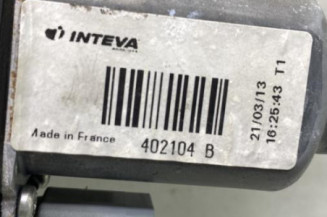 INTEVA
Made in France
402104 B
21/03/13
16:25:43 T1